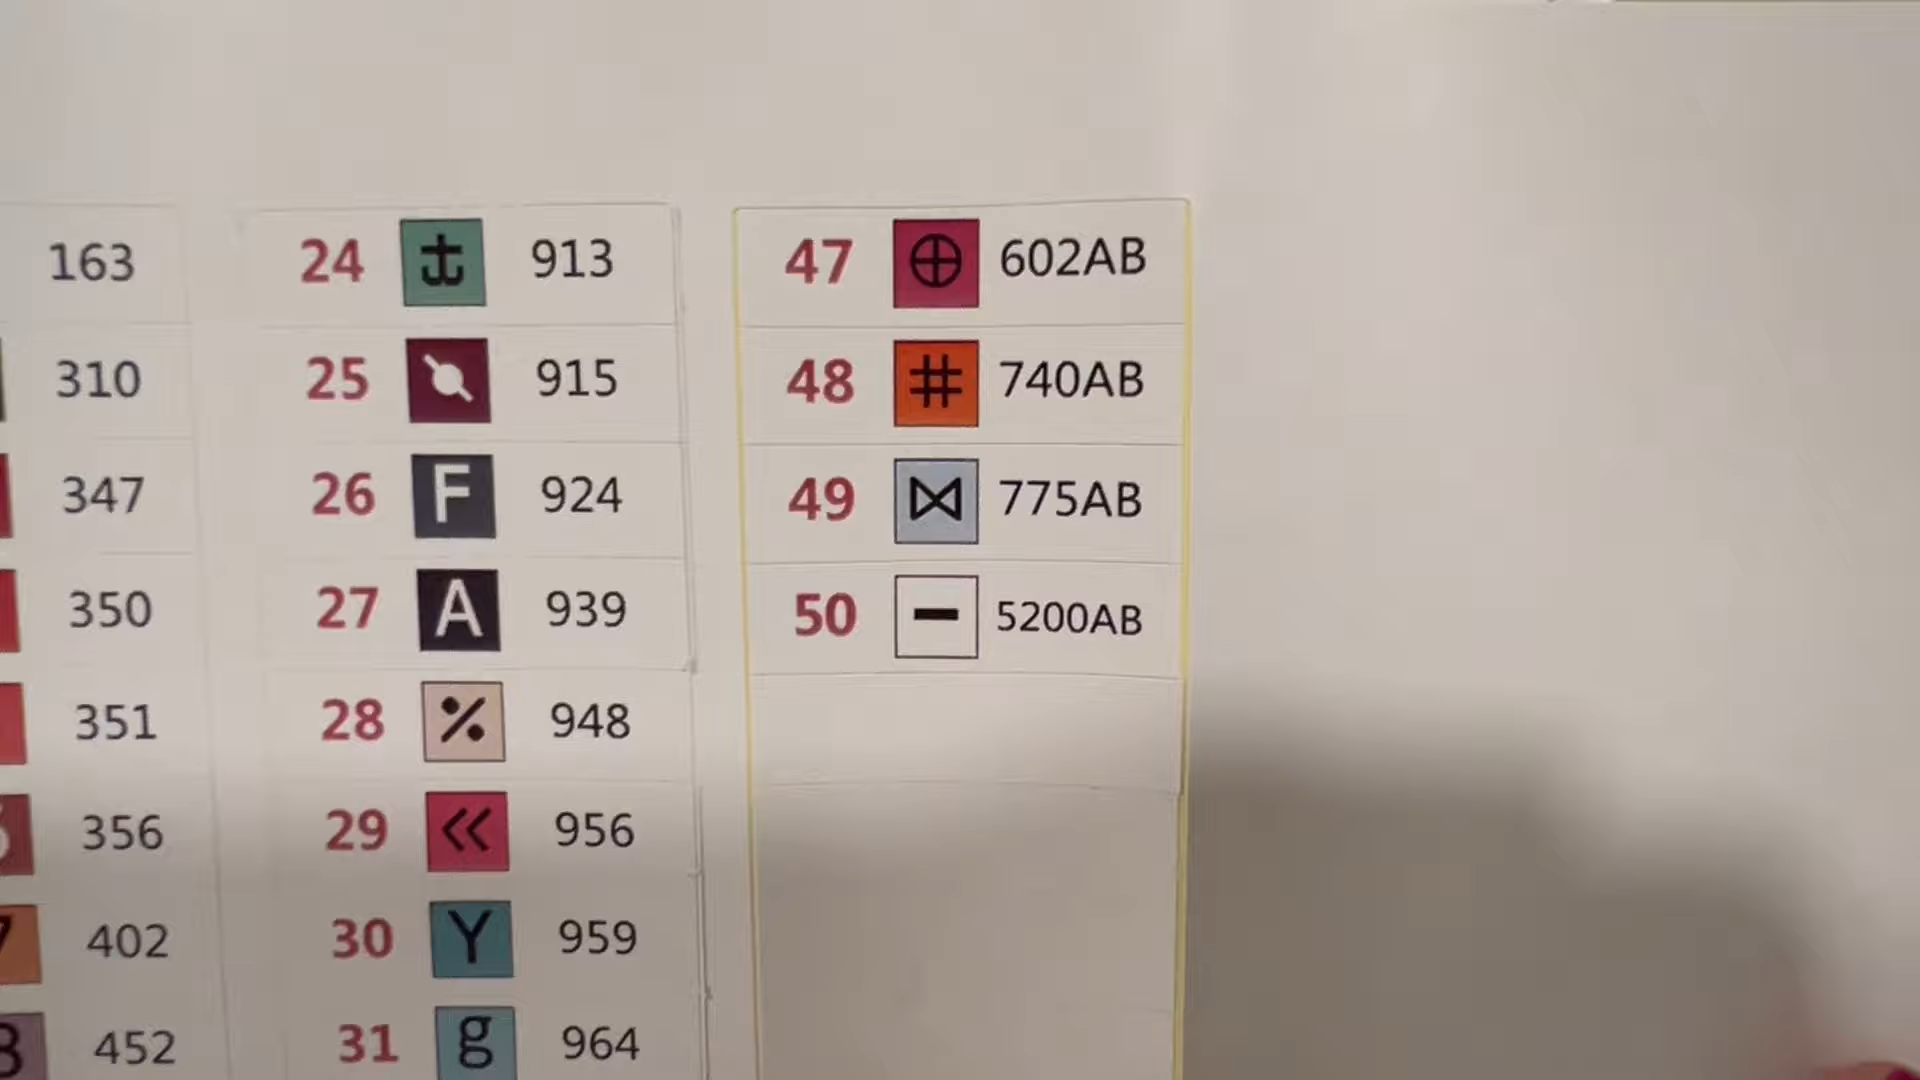 163 24 913 47 602AB
310 25 915 48 740AB
347 26 F 924 49 775AB
350 27 A 939 50 5200AB
351 28 % 948
356 29 « 956
402 30 Y 959
452 31 g 964